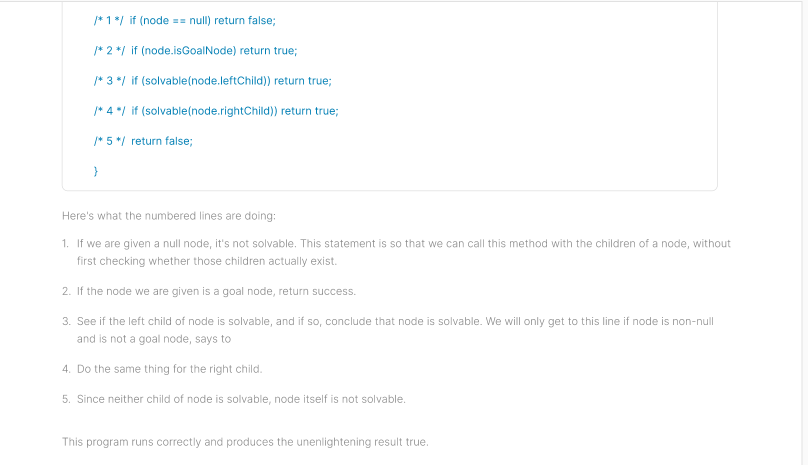 /* 1 */  if (node == null) return false;
/* 2 */  if (node.isGoalNode) return true;
/* 3 */  if (solvable(node.leftChild)) return true;
/* 4 */  if (solvable(node.rightChild)) return true;
/* 5 */  return false;
}
Here's what the numbered lines are doing:
1. If we are given a null node, it's not solvable. This statement is so that we can call this method with the children of a node, without
first checking whether those children actually exist.
2. If the node we are given is a goal node, return success.
3. See if the left child of node is solvable, and if so, conclude that node is solvable. We will only get to this line if node is non-null
and is not a goal node, says to
4. Do the same thing for the right child.
5. Since neither child of node is solvable, node itself is not solvable.
This program runs correctly and produces the unenlightening result true.